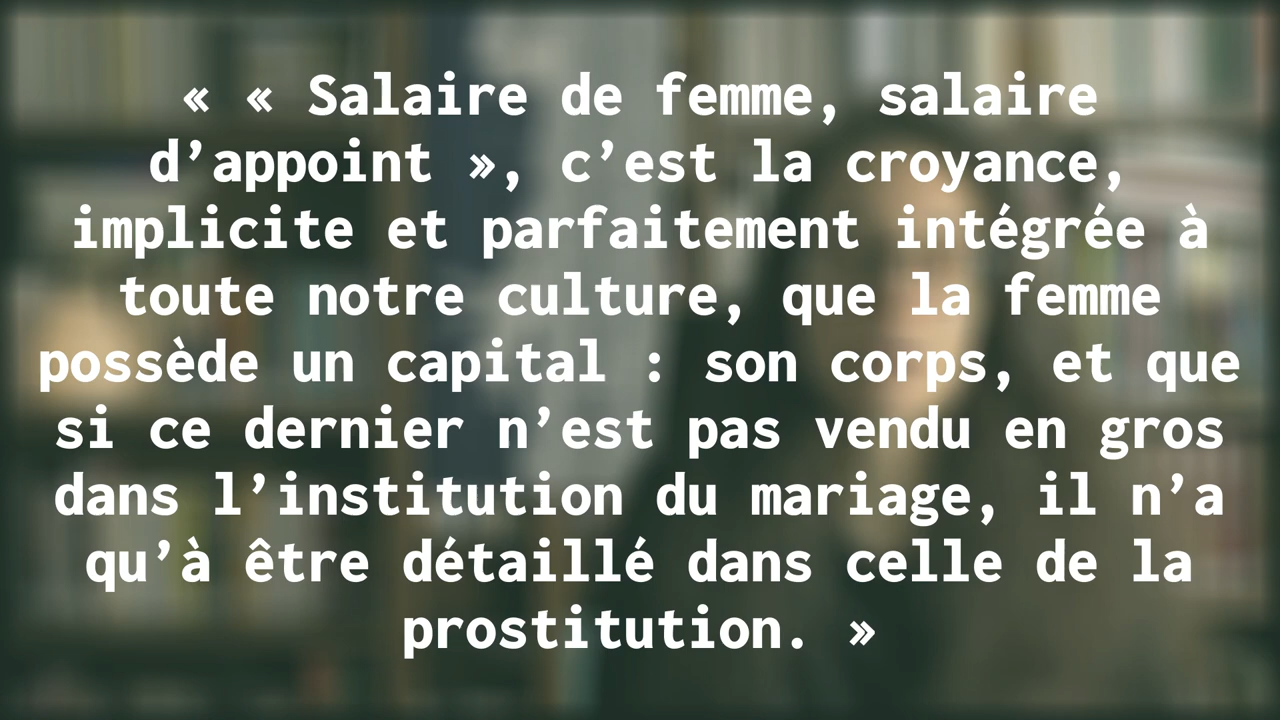 « « Salaire de femme, salaire
d’appoint », c’est la croyance,
implicite et parfaitement intégrée à
toute notre culture, que la femme
possède un capital : son corps, et que
si ce dernier n’est pas vendu en gros
dans l’institution du mariage, il n’a
qu’à être détaillé dans celle de la
prostitution. »